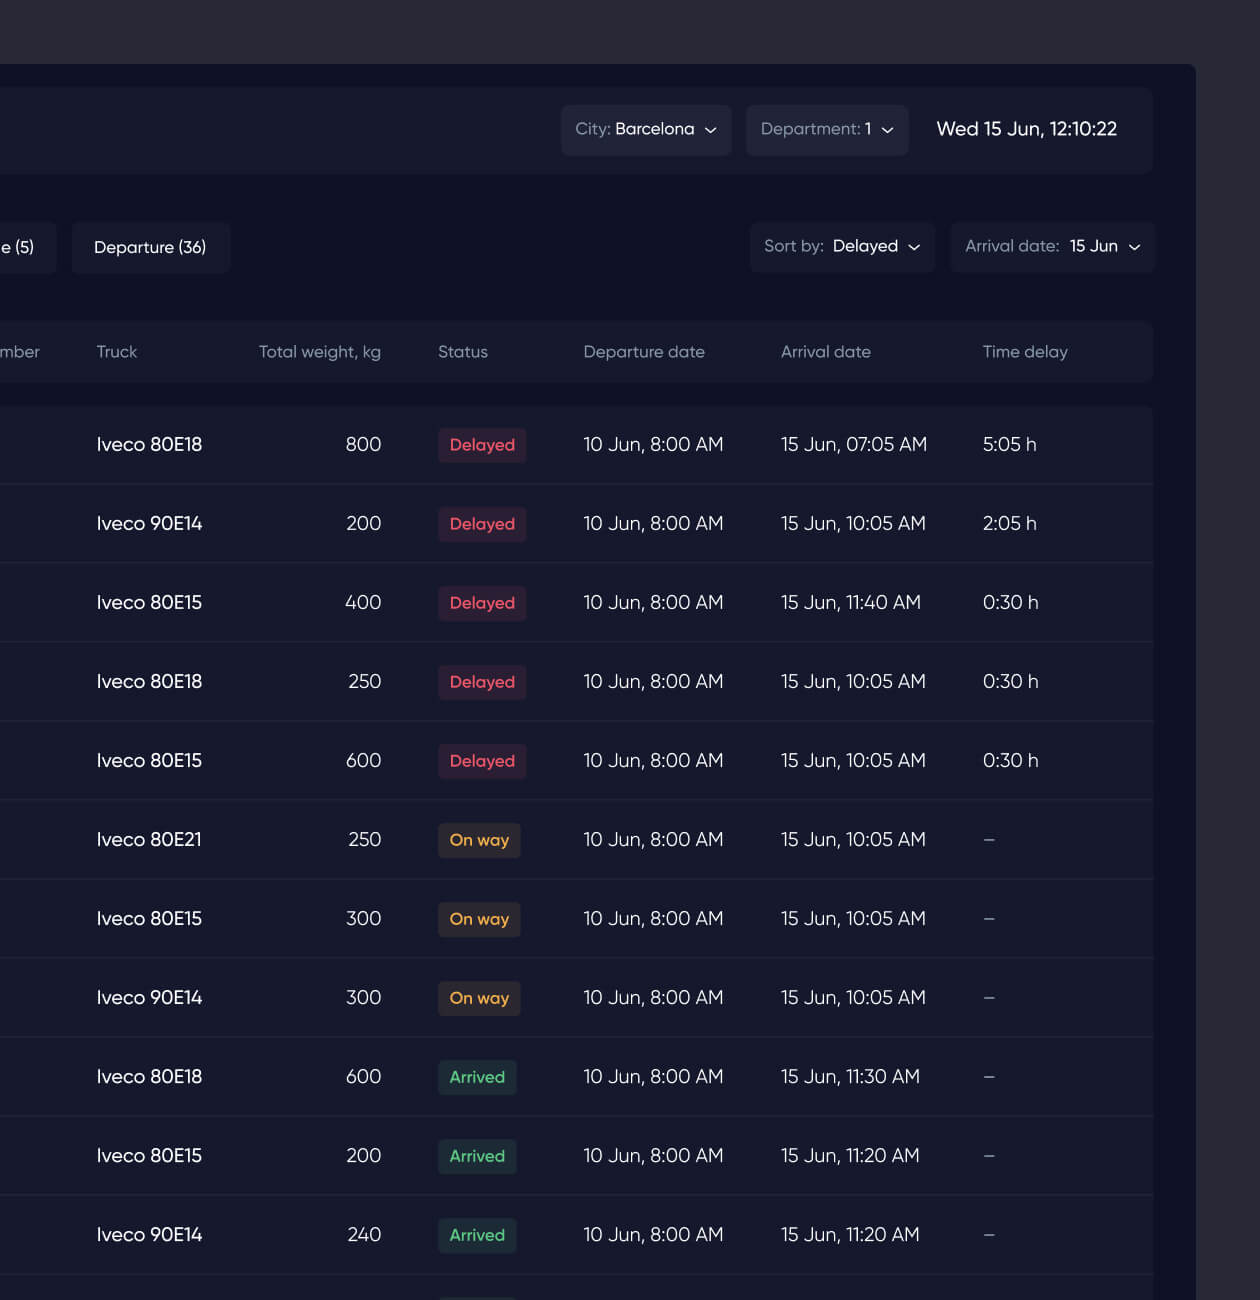 City: Barcelona Department: 1 Wed 15 Jun, 12:10:22
e (5) Departure (36) Sort by: Delayed Arrival date: 15 Jun
mber Truck Total weight, kg Status Departure date Arrival date Time delay
Iveco 80E18 800 Delayed 10 Jun, 8:00 AM 15 Jun, 07:05 AM 5:05 h
Iveco 90E14 200 Delayed 10 Jun, 8:00 AM 15 Jun, 10:05 AM 2:05 h
Iveco 80E15 400 Delayed 10 Jun, 8:00 AM 15 Jun, 11:40 AM 0:30 h
Iveco 80E18 250 Delayed 10 Jun, 8:00 AM 15 Jun, 10:05 AM 0:30 h
Iveco 80E15 600 Delayed 10 Jun, 8:00 AM 15 Jun, 10:05 AM 0:30 h
Iveco 80E21 250 On way 10 Jun, 8:00 AM 15 Jun, 10:05 AM –
Iveco 80E15 300 On way 10 Jun, 8:00 AM 15 Jun, 10:05 AM –
Iveco 90E14 300 On way 10 Jun, 8:00 AM 15 Jun, 10:05 AM –
Iveco 80E18 600 Arrived 10 Jun, 8:00 AM 15 Jun, 11:30 AM –
Iveco 80E15 200 Arrived 10 Jun, 8:00 AM 15 Jun, 11:20 AM –
Iveco 90E14 240 Arrived 10 Jun, 8:00 AM 15 Jun, 11:20 AM –